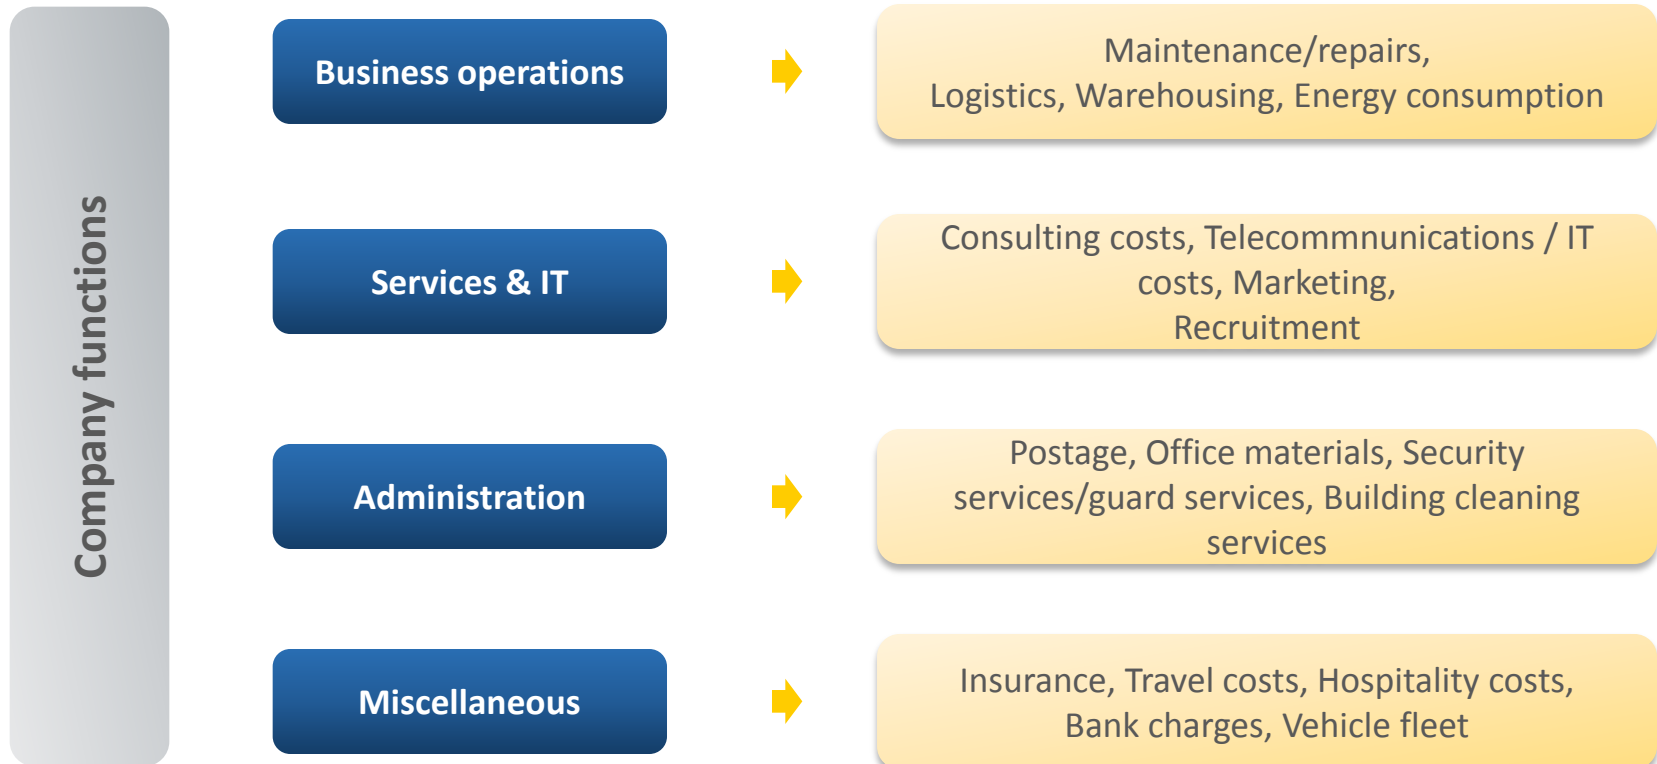 Company functions
Business operations
Maintenance/repairs,
Logistics, Warehousing, Energy consumption
Services & IT
Consulting costs, Telecommnunications / IT
costs, Marketing,
Recruitment
Administration
Postage, Office materials, Security
services/guard services, Building cleaning
services
Miscellaneous
Insurance, Travel costs, Hospitality costs,
Bank charges, Vehicle fleet